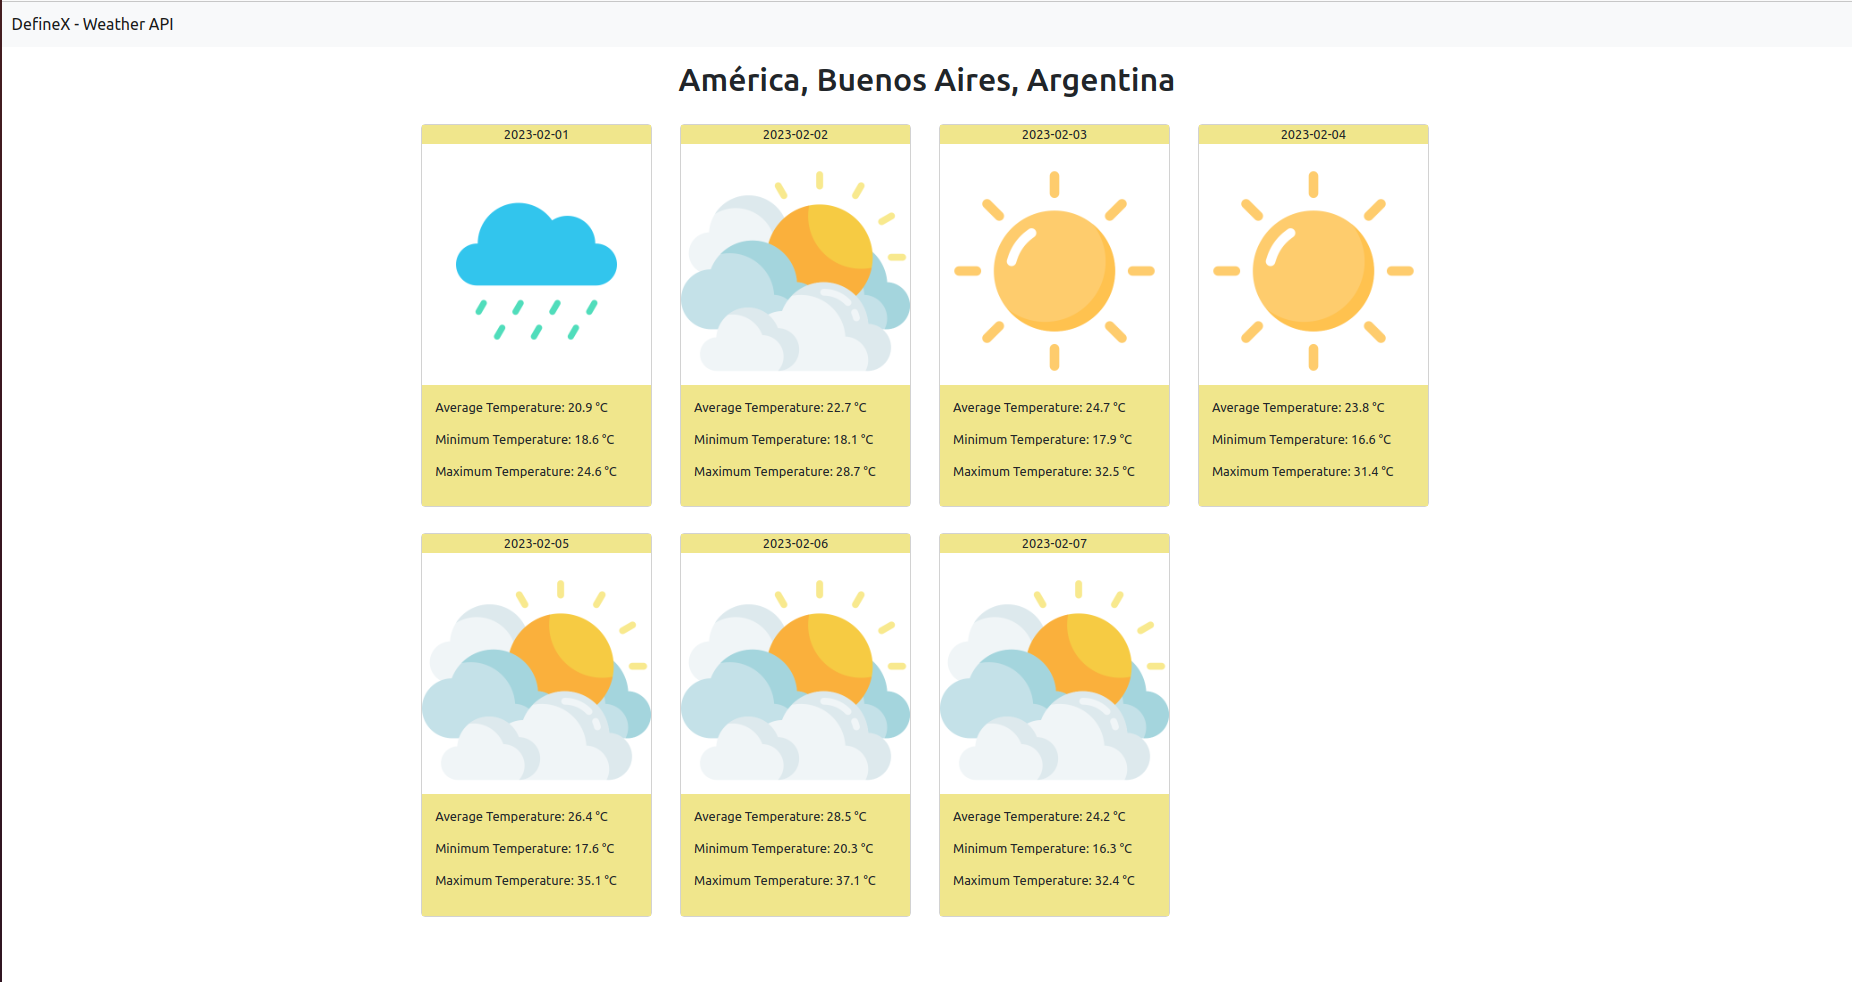 DefineX - Weather API
América, Buenos Aires, Argentina
2023-02-01
Average Temperature: 20.9 °C
Minimum Temperature: 18.6 °C
Maximum Temperature: 24.6 °C
2023-02-02
Average Temperature: 22.7 °C
Minimum Temperature: 18.1 °C
Maximum Temperature: 28.7 °C
2023-02-03
Average Temperature: 24.7 °C
Minimum Temperature: 17.9 °C
Maximum Temperature: 32.5 °C
2023-02-04
Average Temperature: 23.8 °C
Minimum Temperature: 16.6 °C
Maximum Temperature: 31.4 °C
2023-02-05
Average Temperature: 26.4 °C
Minimum Temperature: 17.6 °C
Maximum Temperature: 35.1 °C
2023-02-06
Average Temperature: 28.5 °C
Minimum Temperature: 20.3 °C
Maximum Temperature: 37.1 °C
2023-02-07
Average Temperature: 24.2 °C
Minimum Temperature: 16.3 °C
Maximum Temperature: 32.4 °C